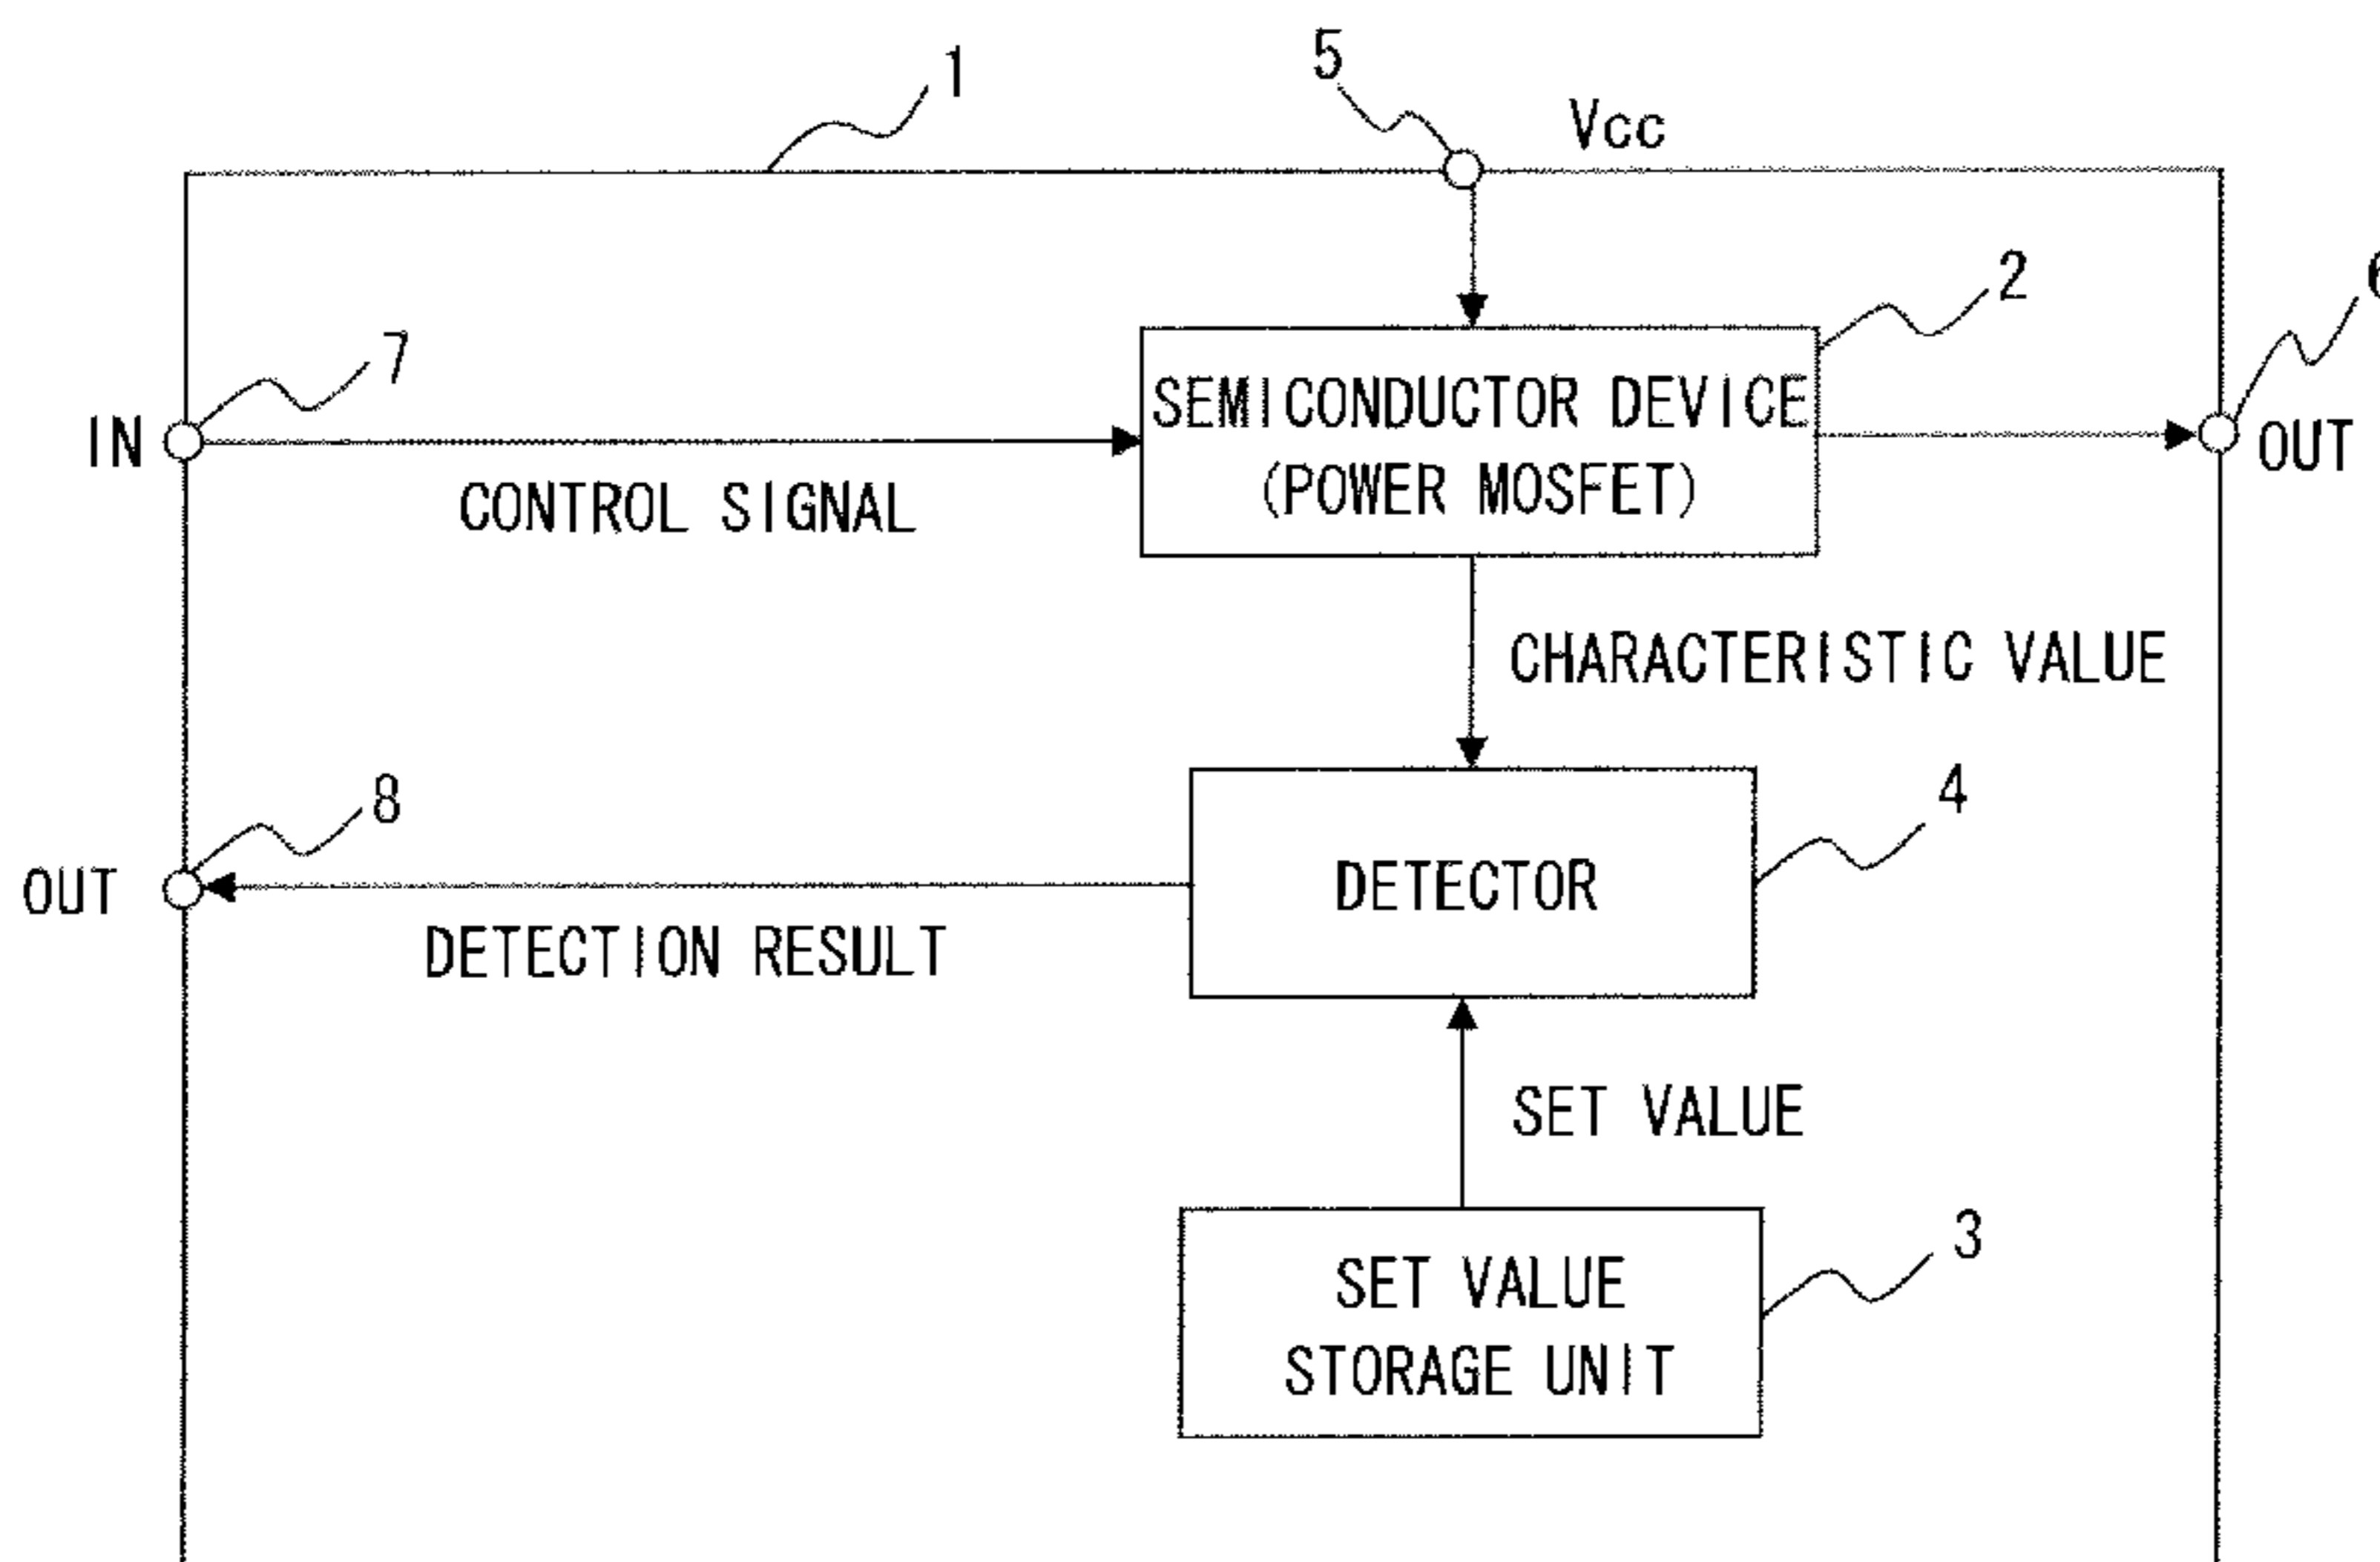 1
5
Vcc
2
6
7
IN
SEMICONDUCTOR DEVICE
(POWER MOSFET)
OUT
CONTROL SIGNAL
CHARACTERISTIC VALUE
8
4
OUT
DETECTOR
DETECTION RESULT
SET VALUE
3
SET VALUE
STORAGE UNIT